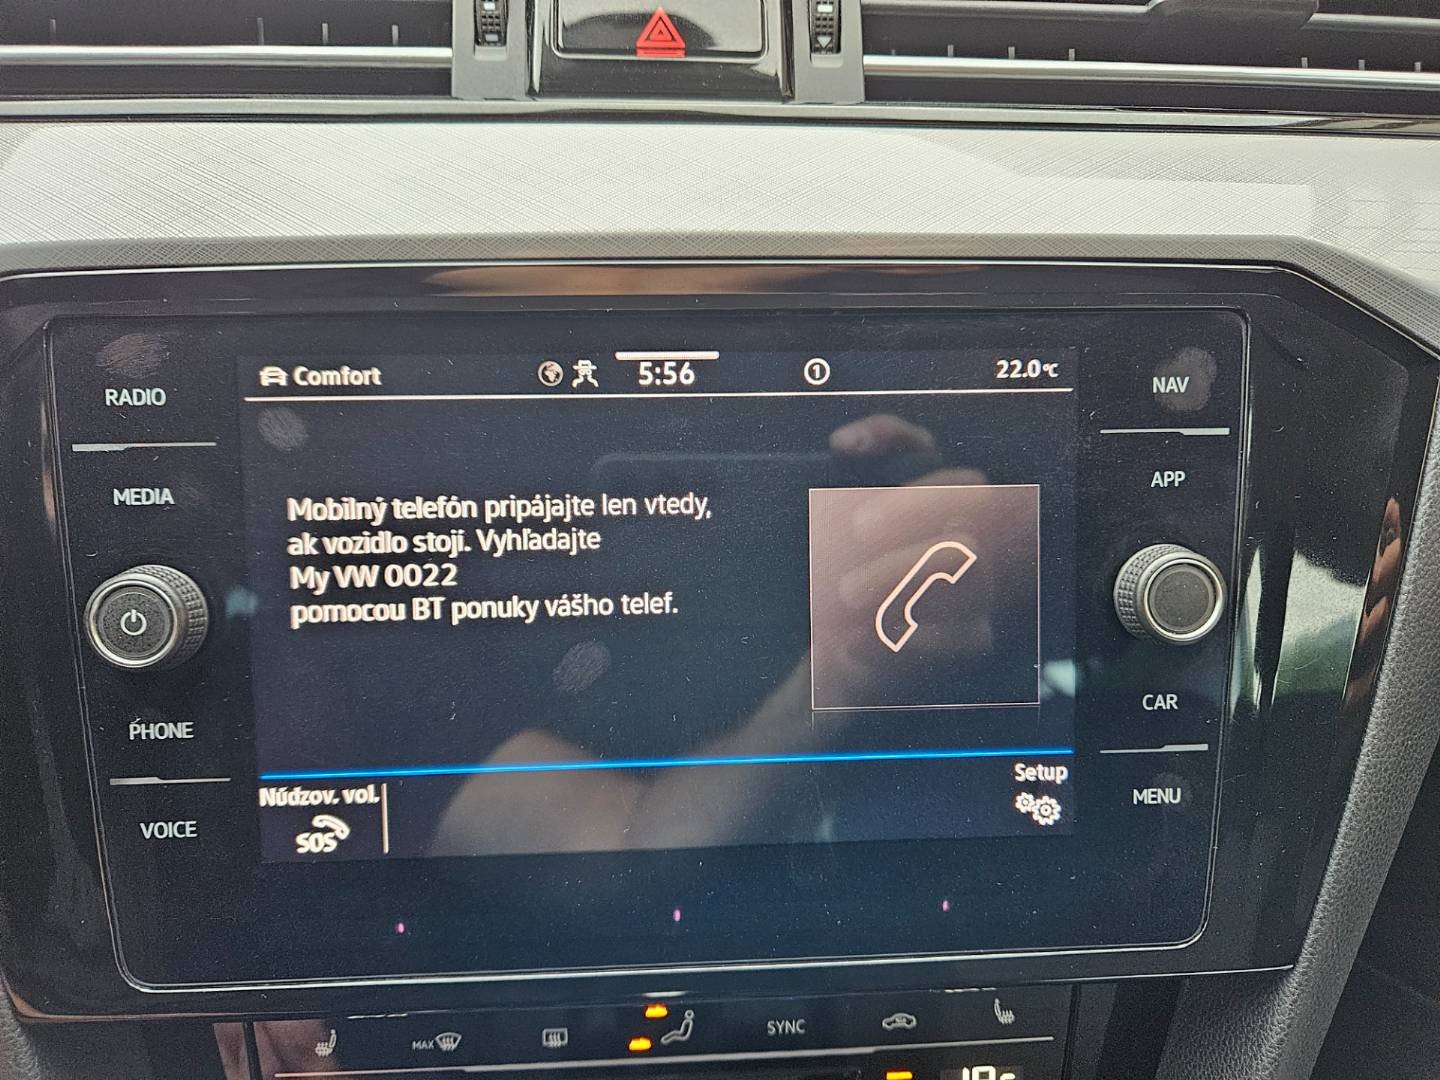 Comfort
5:56
1
22.0°C
RADIO
MEDIA
PHONE
VOICE
NAV
APP
CAR
MENU
Mobilný telefón pripájajte len vtedy,
ak vozidlo stojí. Vyhľadajte
My VW 0022
pomocou BT ponuky vášho telef.
Núdzov. vol.
SOS
Setup
MAX
SYNC